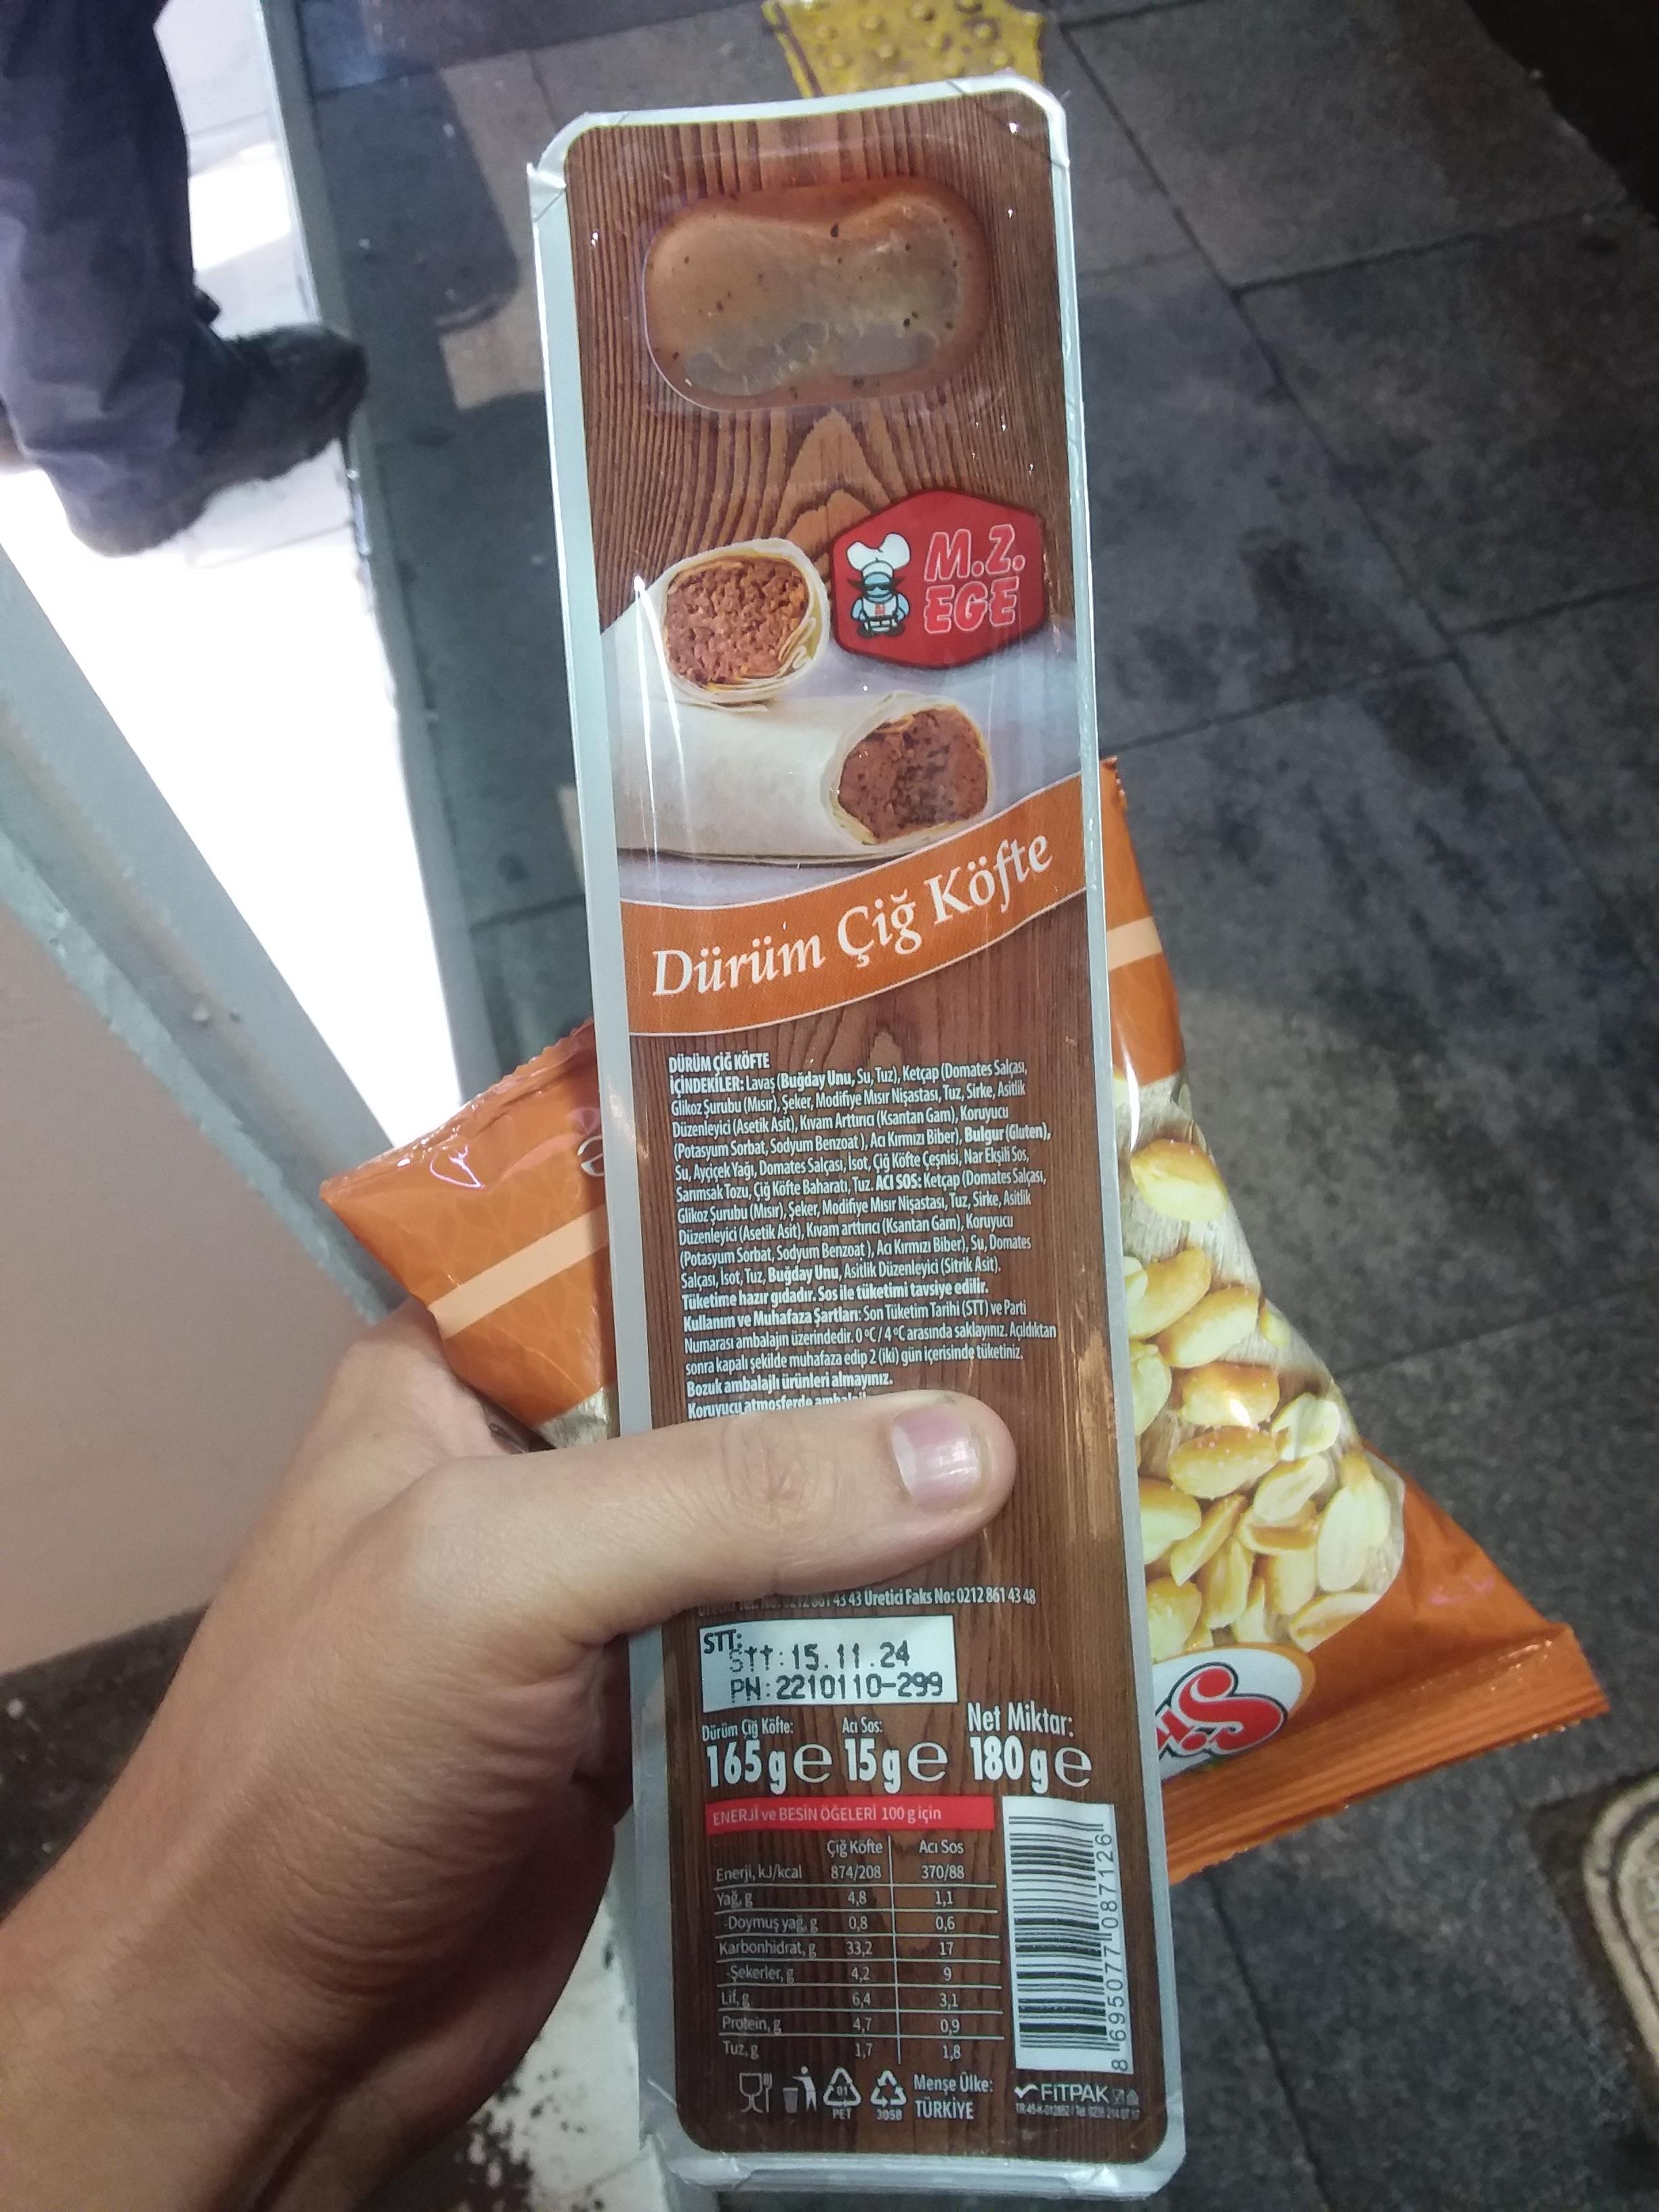 M.Z.
EGE
Dürüm Çiğ Köfte
DÜRÜM ÇİĞ KÖFTE
İÇİNDEKİLER: Lavaş (Buğday Unu, Su, Tuz), Ketçap (Domates Salçası,
Glikoz Şurubu (Mısır), Şeker, Modifiye Mısır Nişastası, Tuz, Sirke, Asitlik
Düzenleyici (Asetik Asit), Kıvam Arttırıcı (Ksantan Gam), Koruyucu
(Potasyum Sorbat, Sodyum Benzoat ), Acı Kırmızı Biber), Bulgur (Gluten),
Su, Ayçiçek Yağı, Domates Salçası, İsot, Çiğ Köfte Çeşnisi, Nar Ekşili Sos,
Sarımsak Tozu, Çiğ Köfte Baharatı, Tuz. ACI SOS: Ketçap (Domates Salçası,
Glikoz Şurubu (Mısır), Şeker, Modifiye Mısır Nişastası, Tuz, Sirke, Asitlik
Düzenleyici (Asetik Asit), Kıvam arttırıcı (Ksantan Gam), Koruyucu
(Potasyum Sorbat, Sodyum Benzoat ), Acı Kırmızı Biber), Su, Domates
Salçası, İsot, Tuz, Buğday Unu, Asitlik Düzenleyici (Sitrik Asit).
Tüketime hazır gıdadır. Sos ile tüketimi tavsiye edilir.
Kullanım ve Muhafaza Şartları: Son Tüketim Tarihi (STT) ve Parti
Numarası ambalajın üzerindedir. 0 °C / 4 °C arasında saklayınız. Açıldıktan
sonra kapalı şekilde muhafaza edip 2 (iki) gün içerisinde tüketiniz.
Bozuk ambalajlı ürünleri almayınız.
Koruyucu atmosferde
43 43 Üretici Faks No: 0212 861 43 48
STT:
STT:15.11.24
PN:2210110-299
Dürüm Çiğ Köfte: Acı Sos: Net Miktar:
165 g e 15 g e 180 g e
ENERJİ ve BESİN ÖĞELERİ 100 g için
Çiğ Köfte Acı Sos
Enerji, kJ/kcal 874/208 370/88
Yağ, g 4,8 1,1
-Doymuş yağ, g 0,8 0,6
Karbonhidrat, g 33,2 17
-Şekerler, g 4,2 9
Lif, g 6,4 3,1
Protein, g 4,7 0,9
Tuz, g 1,7 1,8
8 695077 087126
01
PET
3058
Menşe Ülke:
TÜRKİYE
FİTPAK